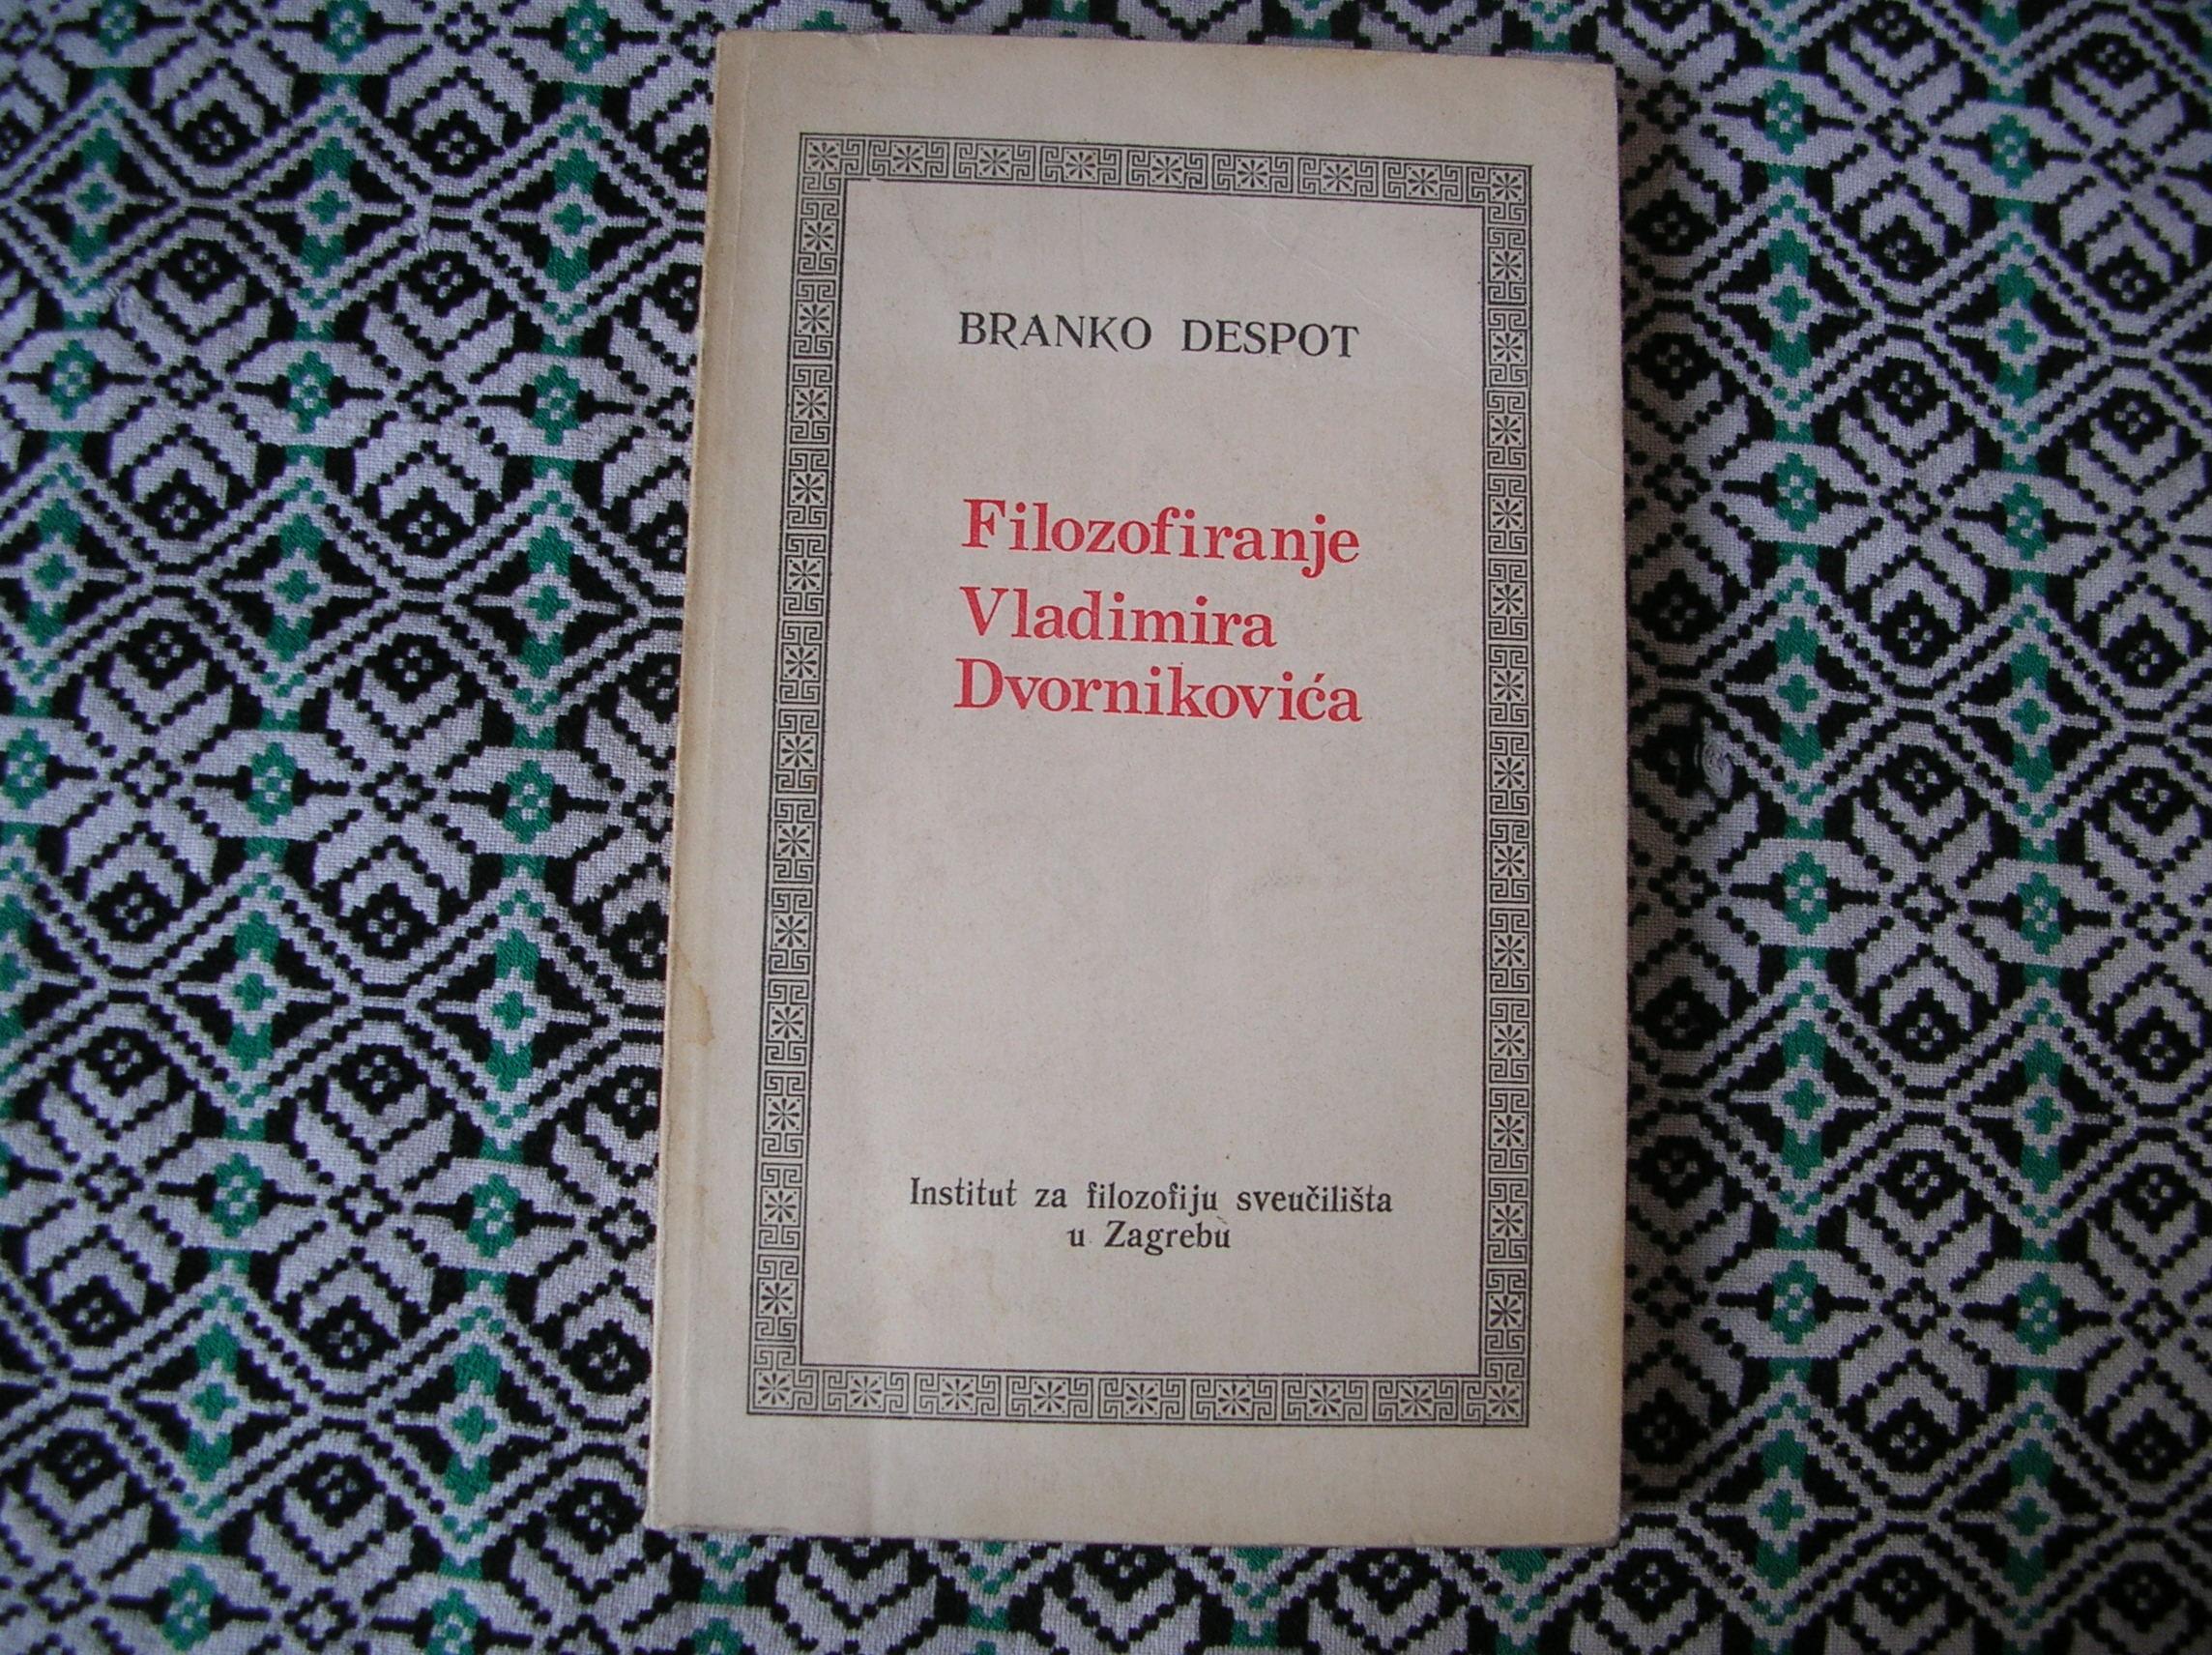 BRANKO DESPOT
Filozofiranje
Vladimira
Dvornikovića
Institut za filozofiju sveučilišta
u Zagrebu